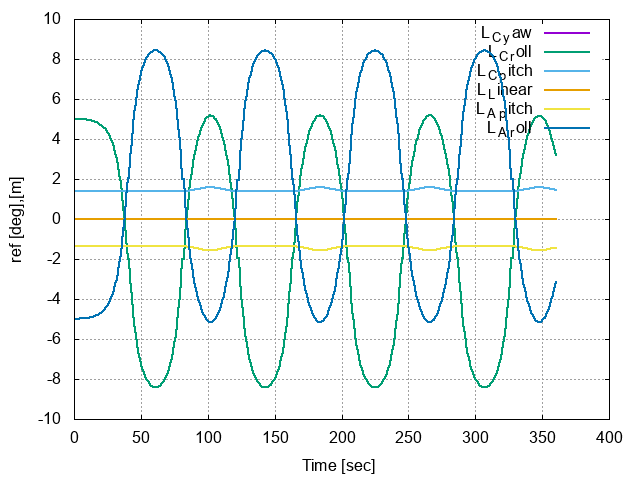 10
8
6
4
2
0
-2
-4
-6
-8
-10
0 50 100 150 200 250 300 350 400
ref [deg],[m]
Time [sec]
L_Cyaw
L_Croll
L_Cpitch
L_Linear
L_Apitch
L_Aroll